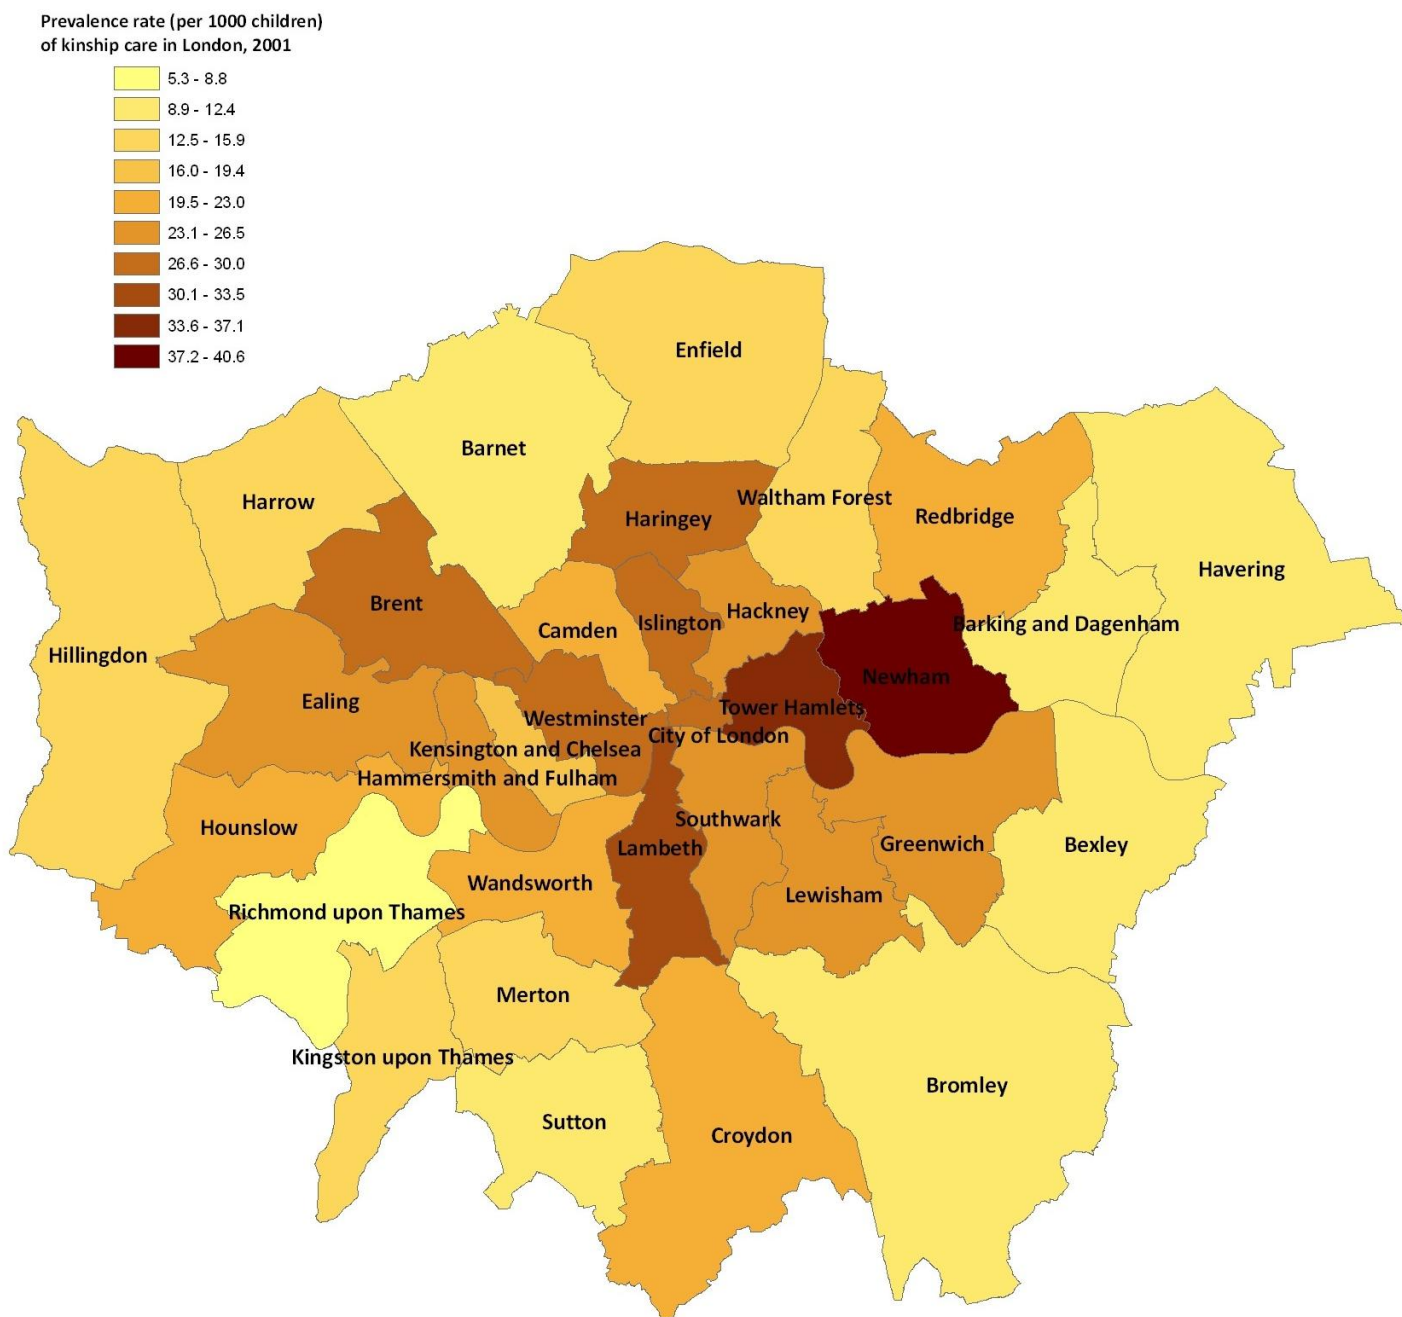 Prevalence rate (per 1000 children)
of kinship care in London, 2001
5.3 - 8.8
8.9 - 12.4
12.5 - 15.9
16.0 - 19.4
19.5 - 23.0
23.1 - 26.5
26.6 - 30.0
30.1 - 33.5
33.6 - 37.1
37.2 - 40.6
Enfield
Barnet
Harrow
Waltham Forest
Haringey
Redbridge
Havering
Brent
Hackney
Islington
Camden
Barking and Dagenham
Hillingdon
Newham
Ealing
Tower Hamlets
Westminster
City of London
Kensington and Chelsea
Hammersmith and Fulham
Hounslow
Southwark
Lambeth
Greenwich
Bexley
Wandsworth
Lewisham
Richmond upon Thames
Merton
Kingston upon Thames
Bromley
Sutton
Croydon